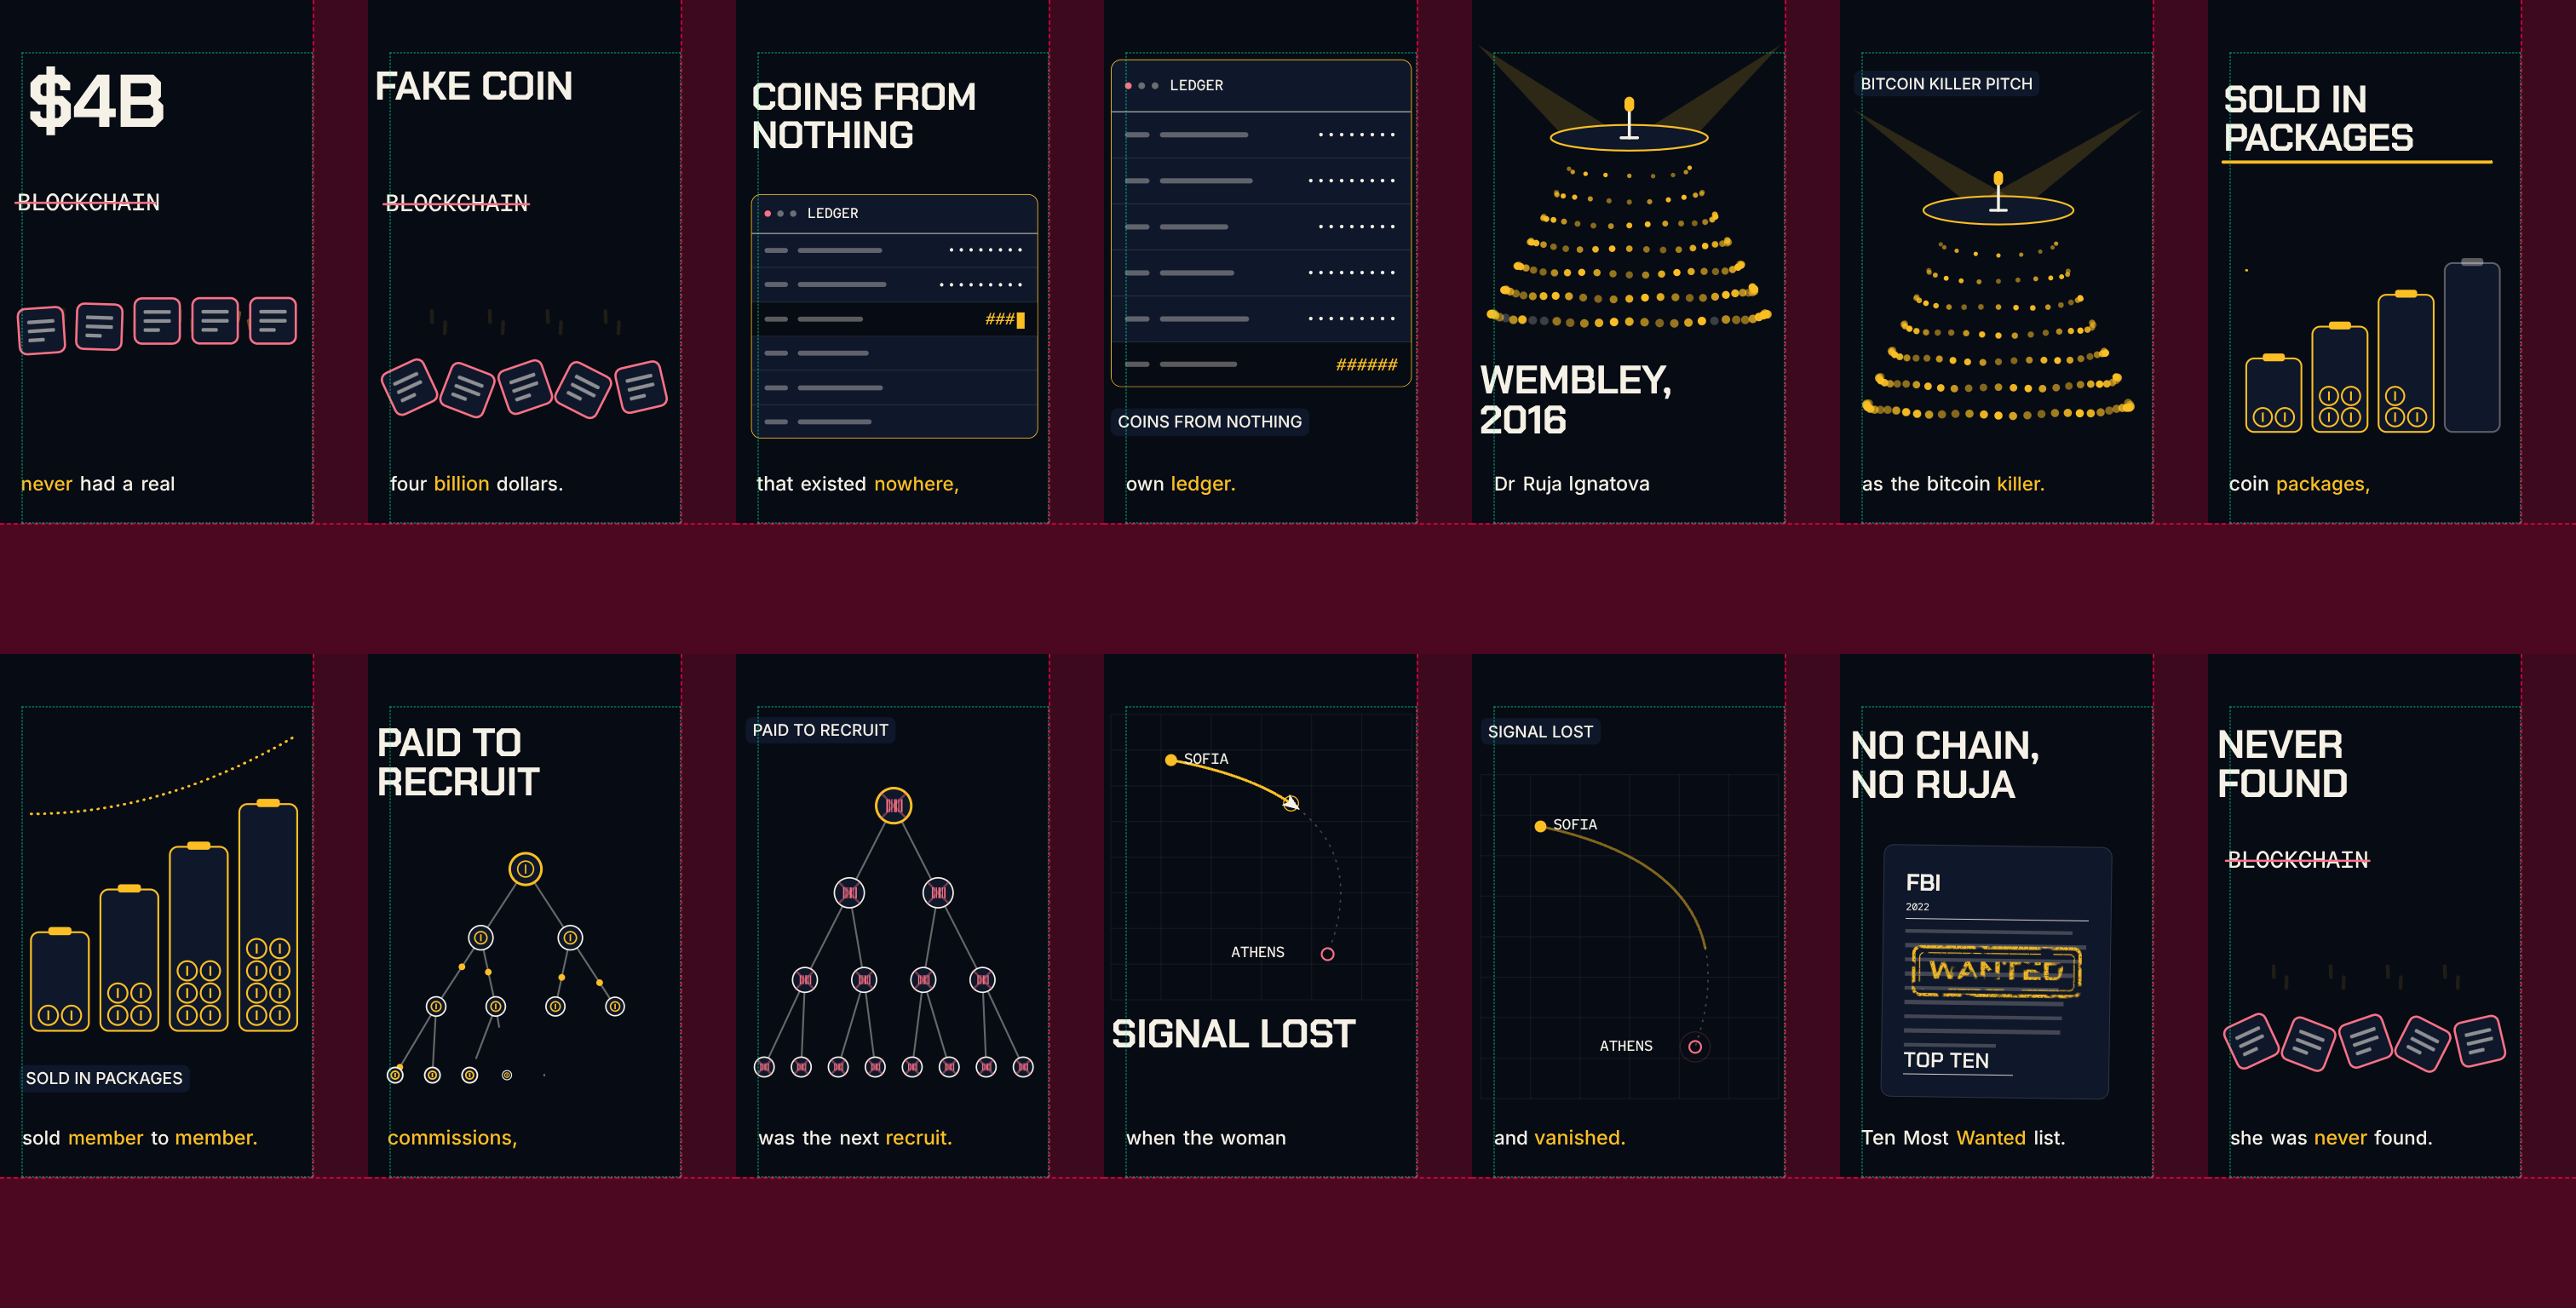 $4B
BLOCKCHAIN
never had a real
FAKE COIN
BLOCKCHAIN
four billion dollars.
COINS FROM
NOTHING
LEDGER
###
that existed nowhere,
LEDGER
######
COINS FROM NOTHING
own ledger.
WEMBLEY,
2016
Dr Ruja Ignatova
BITCOIN KILLER PITCH
as the bitcoin killer.
SOLD IN
PACKAGES
coin packages,
SOLD IN PACKAGES
sold member to member.
PAID TO
RECRUIT
commissions,
PAID TO RECRUIT
was the next recruit.
SOFIA
ATHENS
SIGNAL LOST
when the woman
SIGNAL LOST
SOFIA
ATHENS
and vanished.
NO CHAIN,
NO RUJA
FBI
2022
WANTED
TOP TEN
Ten Most Wanted list.
NEVER
FOUND
BLOCKCHAIN
she was never found.